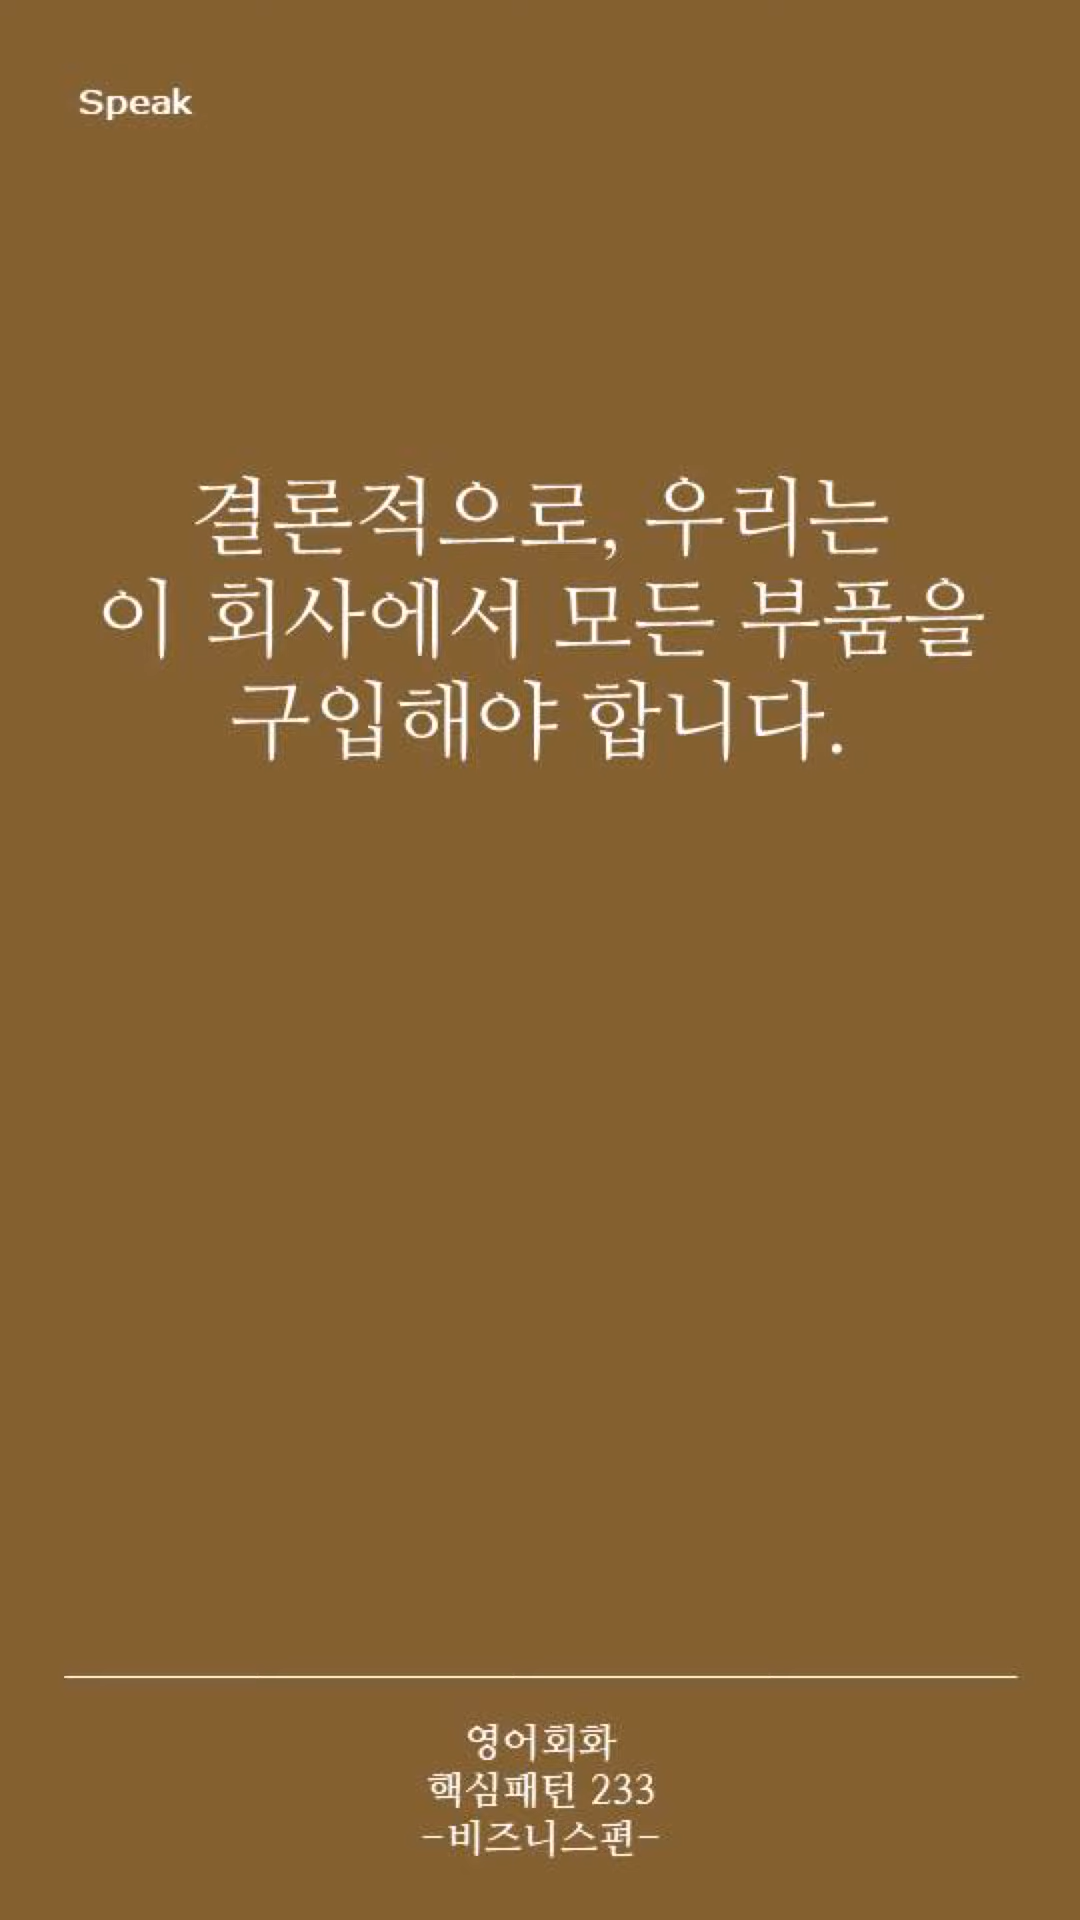 Speak
결론적으로, 우리는
이 회사에서 모든 부품을
구입해야 합니다.
영어회화
핵심패턴 233
-비즈니스편-